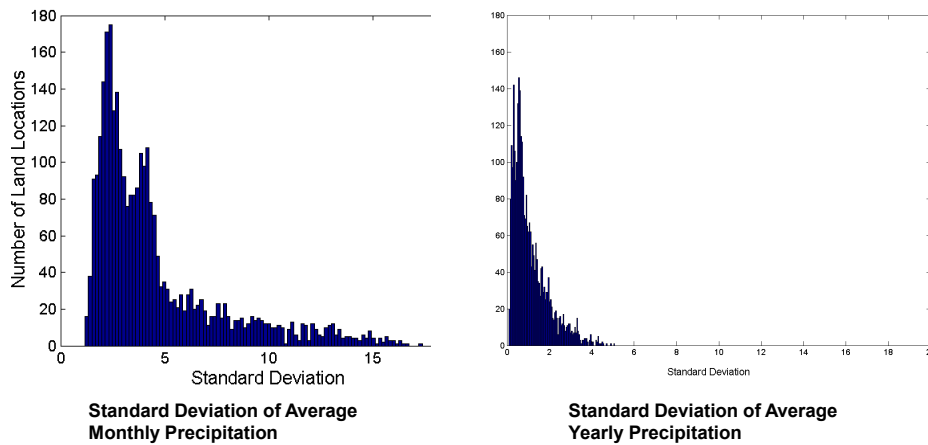 180
160
140
120
100
80
60
40
20
0
Number of Land Locations
0 5 10 15
Standard Deviation
Standard Deviation of Average
Monthly Precipitation
180
160
140
120
100
80
60
40
20
0
0 2 4 6 8 10 12 14 16 18 20
Standard Deviation
Standard Deviation of Average
Yearly Precipitation